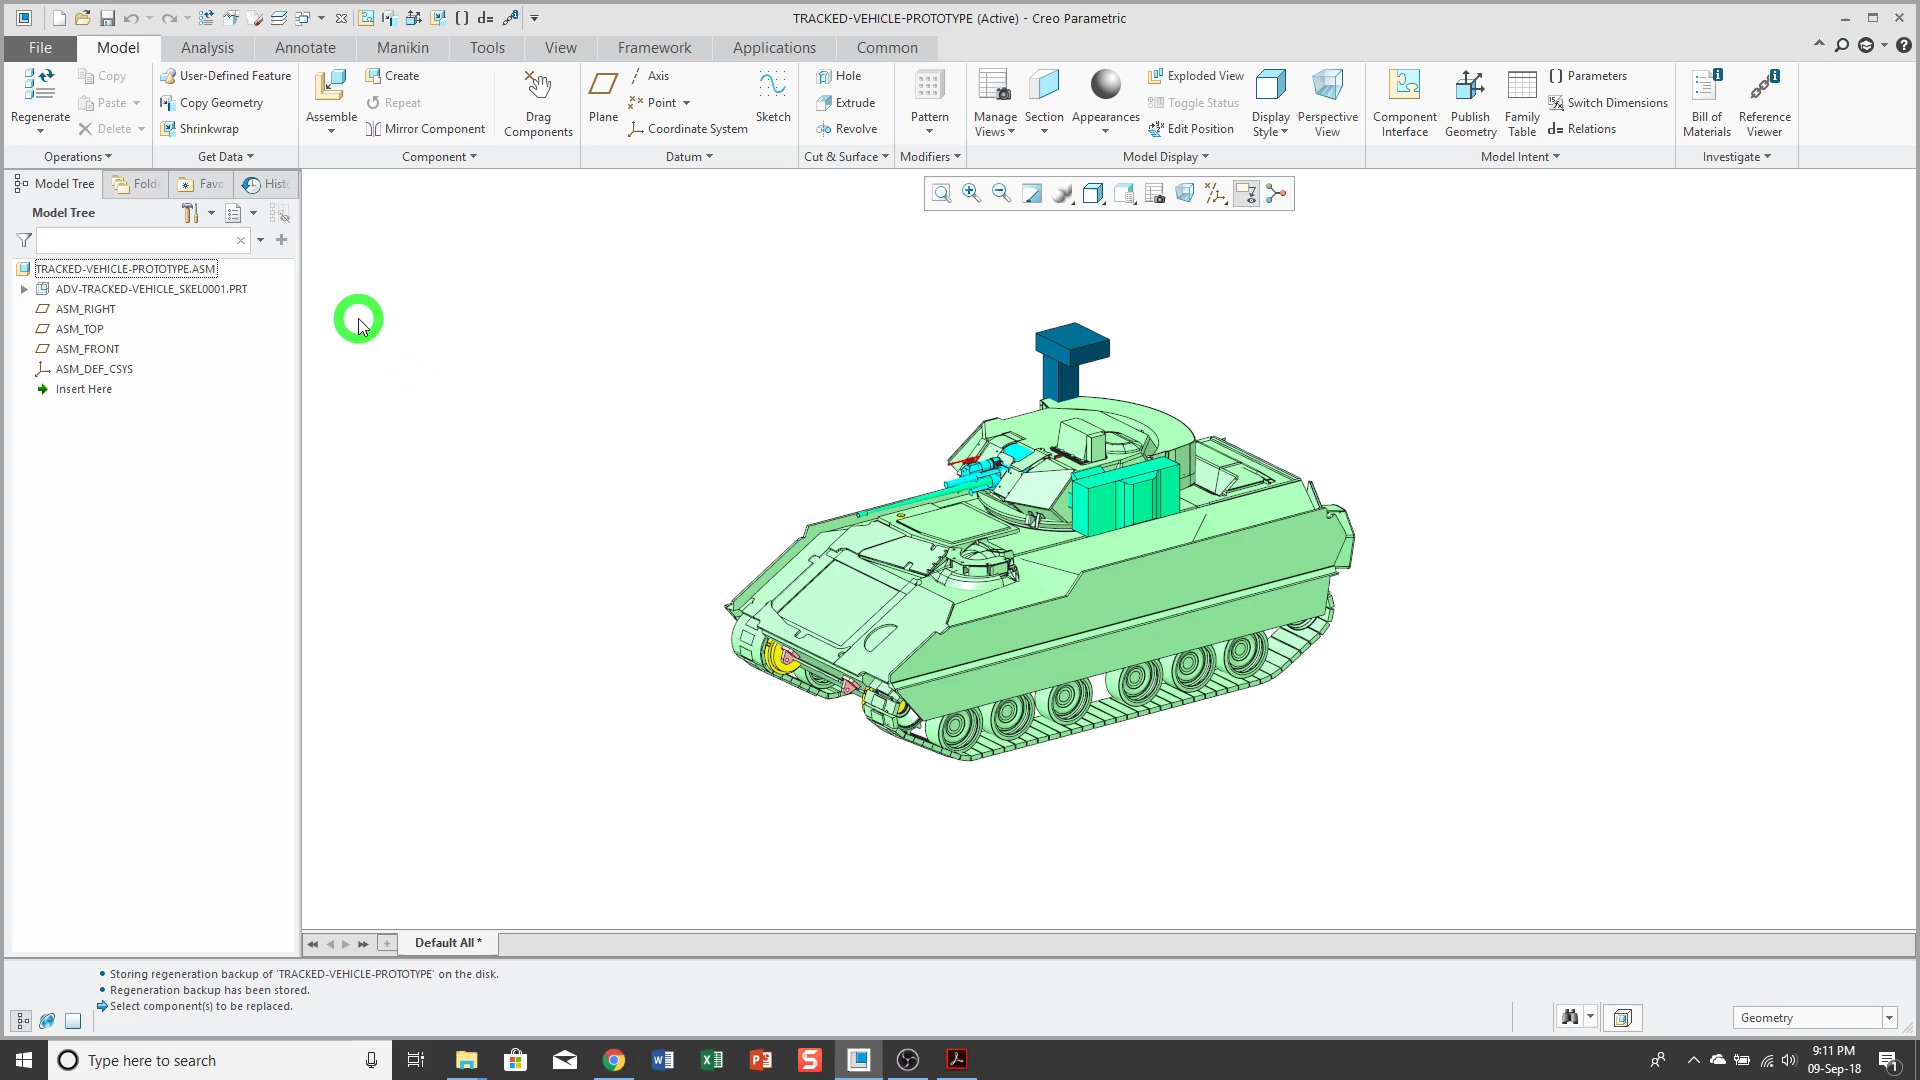 TRACKED-VEHICLE-PROTOTYPE (Active) - Creo Parametric
File Model Analysis Annotate Manikin Tools View Framework Applications Common
Regenerate
Copy
Paste
Delete
Operations
User-Defined Feature
Copy Geometry
Shrinkwrap
Get Data
Assemble
Create
Repeat
Mirror Component
Drag Components
Component
Plane
Axis
Point
Coordinate System
Sketch
Datum
Hole
Extrude
Revolve
Cut & Surface
Pattern
Modifiers
Manage Views
Section
Appearances
Exploded View
Toggle Status
Edit Position
Display Style
Perspective View
Model Display
Component Interface
Publish Geometry
Family Table
Parameters
Switch Dimensions
Relations
Model Intent
Bill of Materials
Reference Viewer
Investigate
Model Tree Fold Favo Histo
Model Tree
TRACKED-VEHICLE-PROTOTYPE.ASM
ADV-TRACKED-VEHICLE_SKEL0001.PRT
ASM_RIGHT
ASM_TOP
ASM_FRONT
ASM_DEF_CSYS
Insert Here
Default All *
Storing regeneration backup of 'TRACKED-VEHICLE-PROTOTYPE' on the disk.
Regeneration backup has been stored.
Select component(s) to be replaced.
Geometry
Type here to search
9:11 PM
09-Sep-18